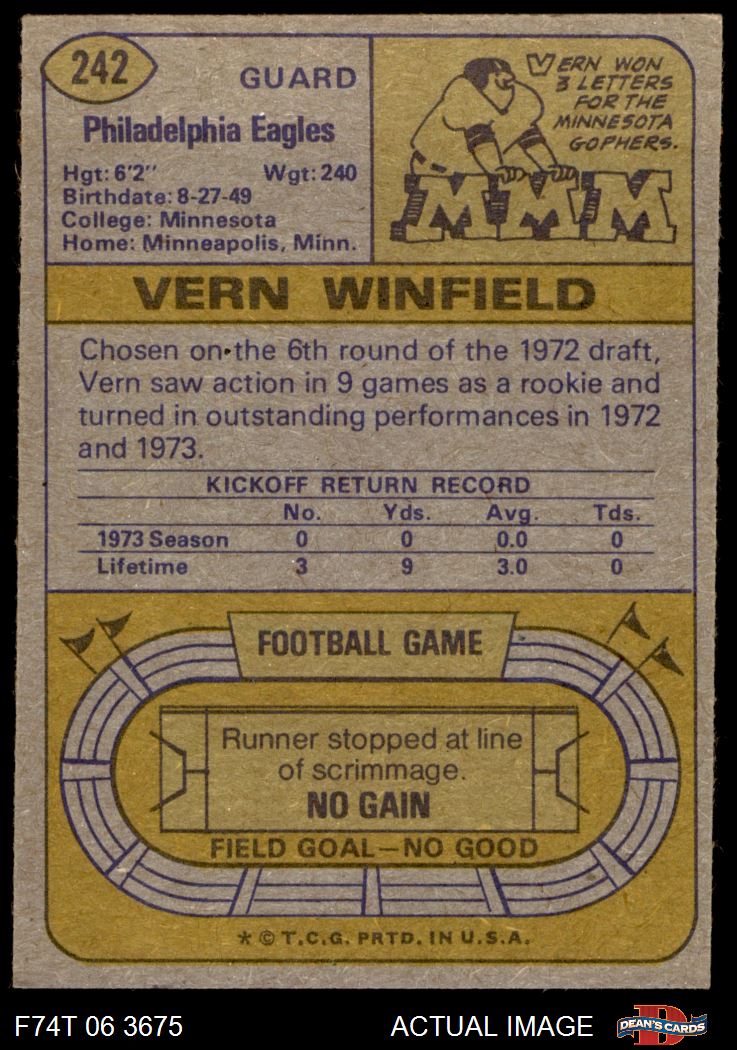 242
GUARD
Philadelphia Eagles
Hgt: 6'2" Wgt: 240
Birthdate: 8-27-49
College: Minnesota
Home: Minneapolis, Minn.
VERN WON
3 LETTERS
FOR THE
MINNESOTA
GOPHERS.
M M M
VERN WINFIELD
Chosen on the 6th round of the 1972 draft,
Vern saw action in 9 games as a rookie and
turned in outstanding performances in 1972
and 1973.
KICKOFF RETURN RECORD
No. Yds. Avg. Tds.
1973 Season 0 0 0.0 0
Lifetime 3 9 3.0 0
FOOTBALL GAME
Runner stopped at line
of scrimmage.
NO GAIN
FIELD GOAL—NO GOOD
* © T.C.G. PRTD. IN U.S.A.
F74T 06 3675 ACTUAL IMAGE D DEAN'S CARDS